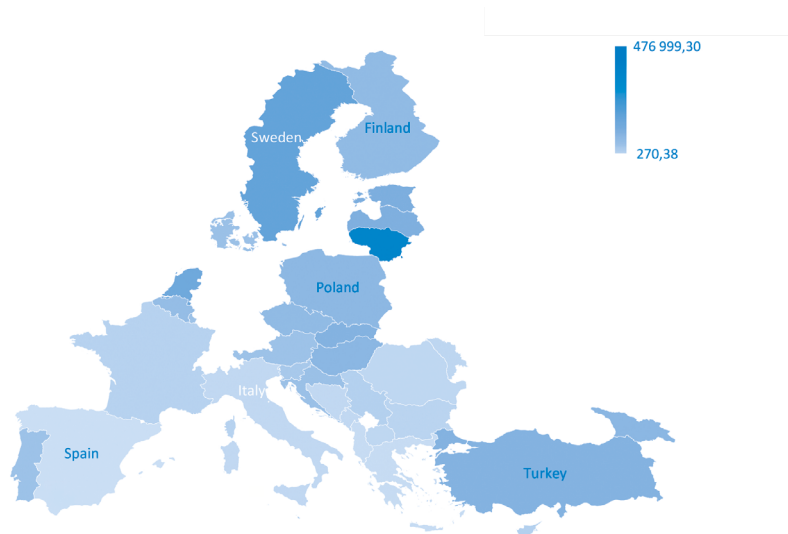 476 999,30
270,38
Sweden
Finland
Poland
Italy
Spain
Turkey